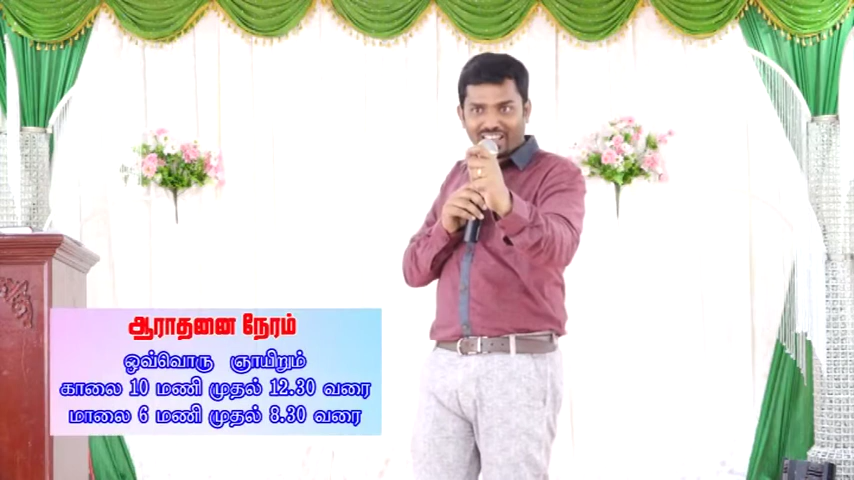 ஆராதனை நேரம்
ஒவ்வொரு ஞாயிறும்
காலை 10 மணி முதல் 12.30 வரை
மாலை 6 மணி முதல் 8.30 வரை